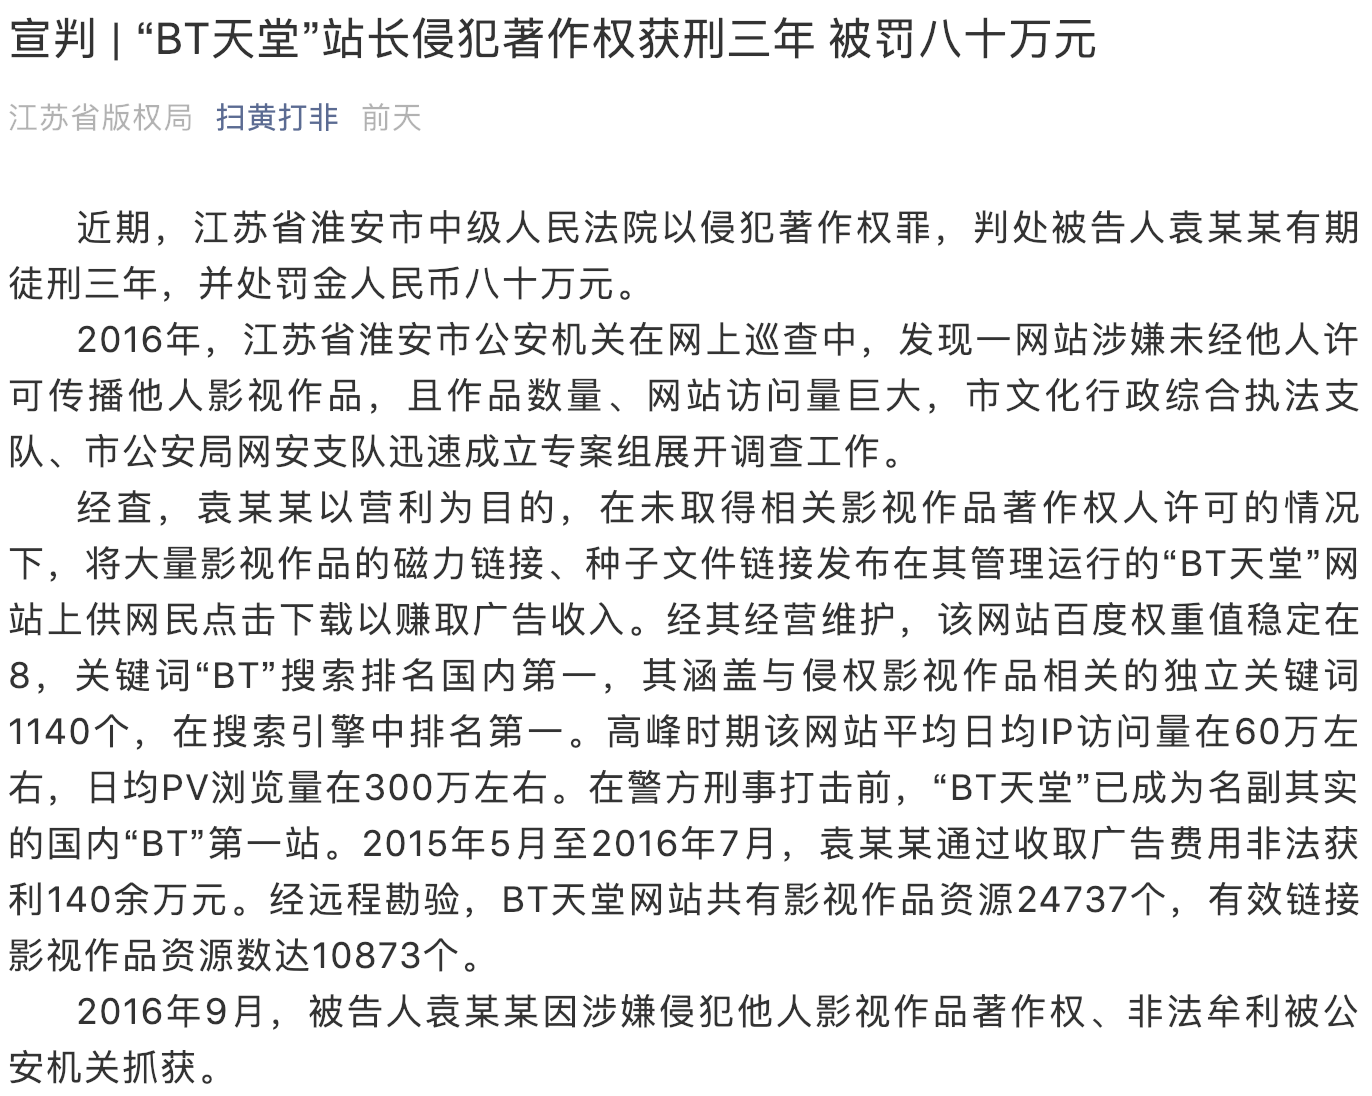 宣判 | “BT天堂”站长侵犯著作权获刑三年 被罚八十万元
江苏省版权局 扫黄打非 前天
近期，江苏省淮安市中级人民法院以侵犯著作权罪，判处被告人袁某某有期
徒刑三年，并处罚金人民币八十万元。
2016年，江苏省淮安市公安机关在网上巡查中，发现一网站涉嫌未经他人许
可传播他人影视作品，且作品数量、网站访问量巨大，市文化行政综合执法支
队、市公安局网安支队迅速成立专案组展开调查工作。
经查，袁某某以营利为目的，在未取得相关影视作品著作权人许可的情况
下，将大量影视作品的磁力链接、种子文件链接发布在其管理运行的“BT天堂”网
站上供网民点击下载以赚取广告收入。经其经营维护，该网站百度权重值稳定在
8，关键词“BT”搜索排名国内第一，其涵盖与侵权影视作品相关的独立关键词
1140个，在搜索引擎中排名第一。高峰时期该网站平均日均IP访问量在60万左
右，日均PV浏览量在300万左右。在警方刑事打击前，“BT天堂”已成为名副其实
的国内“BT”第一站。2015年5月至2016年7月，袁某某通过收取广告费用非法获
利140余万元。经远程勘验，BT天堂网站共有影视作品资源24737个，有效链接
影视作品资源数达10873个。
2016年9月，被告人袁某某因涉嫌侵犯他人影视作品著作权、非法牟利被公
安机关抓获。